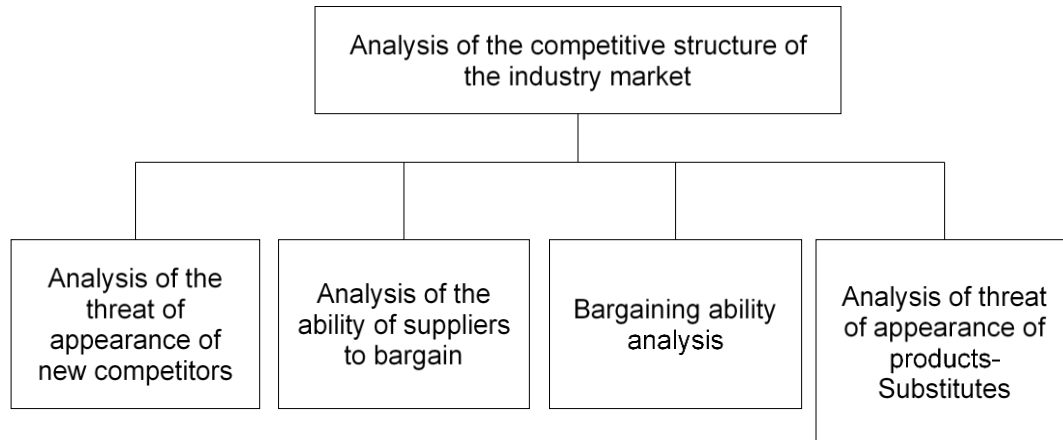 Analysis of the competitive structure of
the industry market
Analysis of the
threat of
appearance of
new competitors
Analysis of the
ability of suppliers
to bargain
Bargaining ability
analysis
Analysis of threat
of appearance of
products-
Substitutes